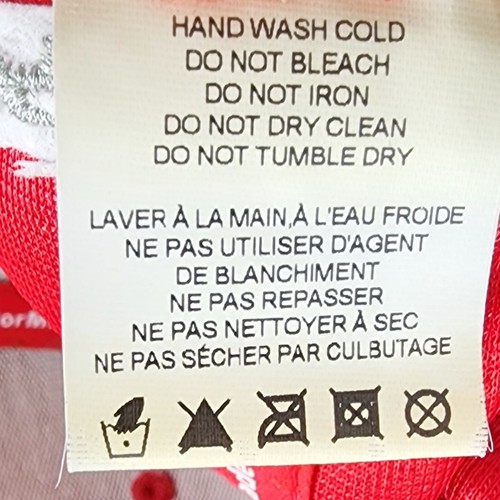 HAND WASH COLD
DO NOT BLEACH
DO NOT IRON
DO NOT DRY CLEAN
DO NOT TUMBLE DRY
LAVER À LA MAIN,À L'EAU FROIDE
NE PAS UTILISER D'AGENT
DE BLANCHIMENT
NE PAS REPASSER
NE PAS NETTOYER À SEC
NE PAS SÉCHER PAR CULBUTAGE